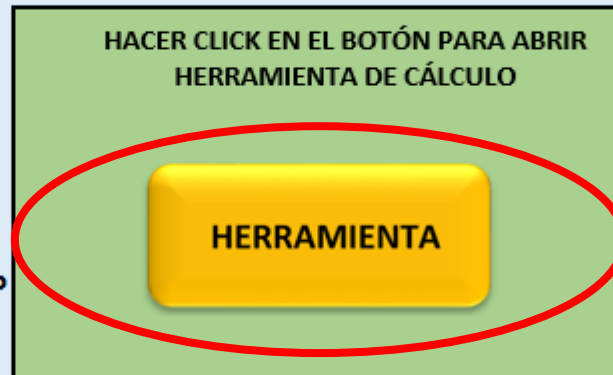 HACER CLICK EN EL BOTÓN PARA ABRIR
HERRAMIENTA DE CÁLCULO
HERRAMIENTA